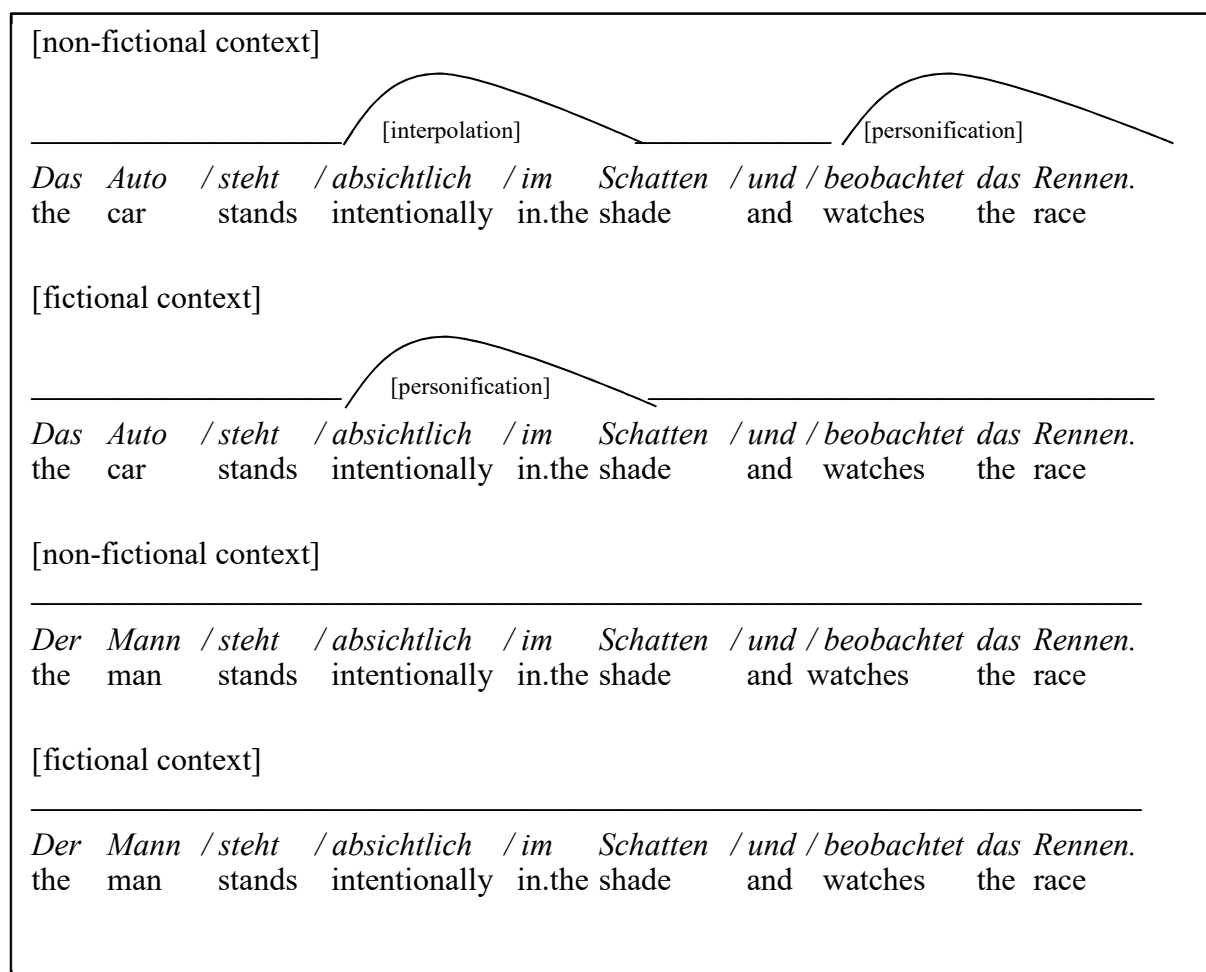 [non-fictional context]
[interpolation] [personification]
Das Auto / steht / absichtlich / im Schatten / und / beobachtet das Rennen.
the car stands intentionally in.the shade and watches the race
[fictional context]
[personification]
Das Auto / steht / absichtlich / im Schatten / und / beobachtet das Rennen.
the car stands intentionally in.the shade and watches the race
[non-fictional context]
Der Mann / steht / absichtlich / im Schatten / und / beobachtet das Rennen.
the man stands intentionally in.the shade and watches the race
[fictional context]
Der Mann / steht / absichtlich / im Schatten / und / beobachtet das Rennen.
the man stands intentionally in.the shade and watches the race